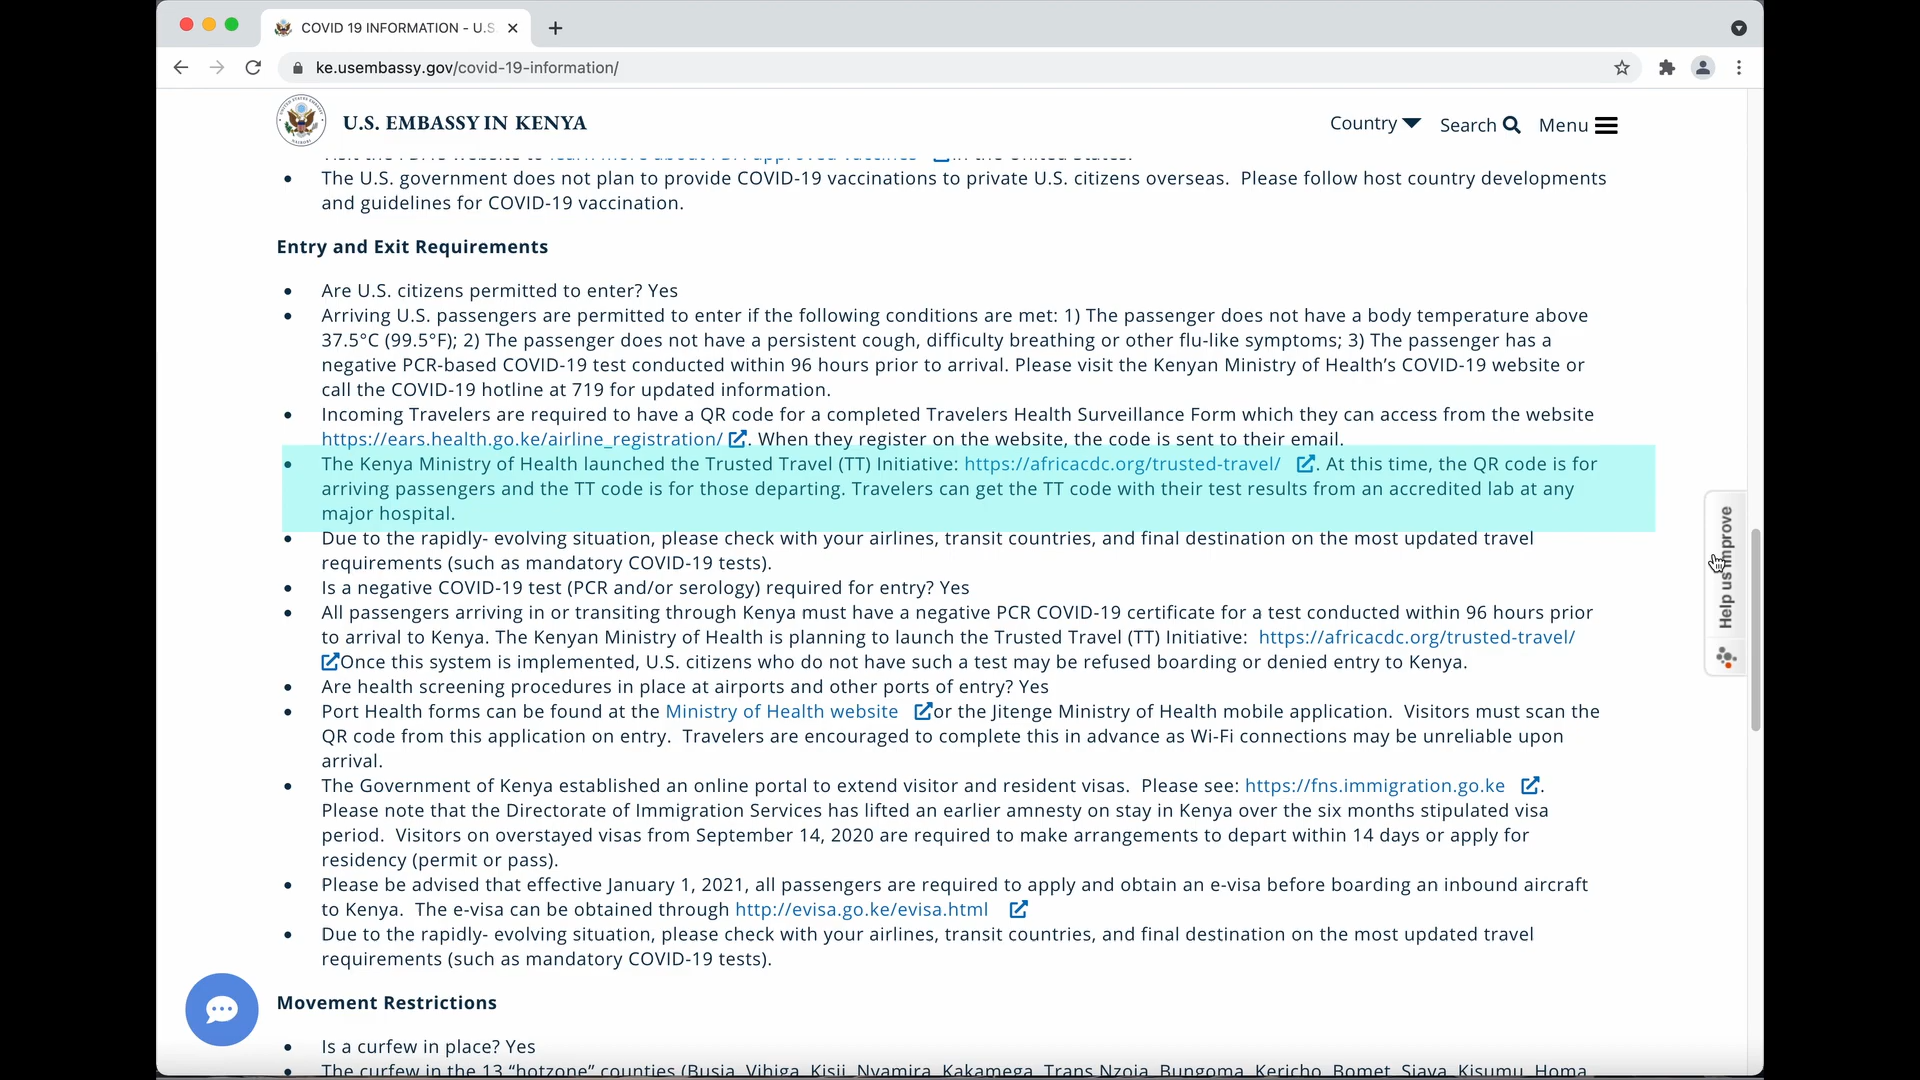 COVID 19 INFORMATION - U.S
ke.usembassy.gov/covid-19-information/
U.S. EMBASSY IN KENYA
Country Search Menu
• The U.S. government does not plan to provide COVID-19 vaccinations to private U.S. citizens overseas.  Please follow host country developments
and guidelines for COVID-19 vaccination.
Entry and Exit Requirements
• Are U.S. citizens permitted to enter? Yes
• Arriving U.S. passengers are permitted to enter if the following conditions are met: 1) The passenger does not have a body temperature above
37.5°C (99.5°F); 2) The passenger does not have a persistent cough, difficulty breathing or other flu-like symptoms; 3) The passenger has a
negative PCR-based COVID-19 test conducted within 96 hours prior to arrival. Please visit the Kenyan Ministry of Health’s COVID-19 website or
call the COVID-19 hotline at 719 for updated information.
• Incoming Travelers are required to have a QR code for a completed Travelers Health Surveillance Form which they can access from the website
https://ears.health.go.ke/airline_registration/ . When they register on the website, the code is sent to their email.
• The Kenya Ministry of Health launched the Trusted Travel (TT) Initiative: https://africacdc.org/trusted-travel/ . At this time, the QR code is for
arriving passengers and the TT code is for those departing. Travelers can get the TT code with their test results from an accredited lab at any
major hospital.
• Due to the rapidly- evolving situation, please check with your airlines, transit countries, and final destination on the most updated travel
requirements (such as mandatory COVID-19 tests).
• Is a negative COVID-19 test (PCR and/or serology) required for entry? Yes
• All passengers arriving in or transiting through Kenya must have a negative PCR COVID-19 certificate for a test conducted within 96 hours prior
to arrival to Kenya. The Kenyan Ministry of Health is planning to launch the Trusted Travel (TT) Initiative:  https://africacdc.org/trusted-travel/
Once this system is implemented, U.S. citizens who do not have such a test may be refused boarding or denied entry to Kenya.
• Are health screening procedures in place at airports and other ports of entry? Yes
• Port Health forms can be found at the Ministry of Health website or the Jitenge Ministry of Health mobile application.  Visitors must scan the
QR code from this application on entry.  Travelers are encouraged to complete this in advance as Wi-Fi connections may be unreliable upon
arrival.
• The Government of Kenya established an online portal to extend visitor and resident visas.  Please see: https://fns.immigration.go.ke .
Please note that the Directorate of Immigration Services has lifted an earlier amnesty on stay in Kenya over the six months stipulated visa
period.  Visitors on overstayed visas from September 14, 2020 are required to make arrangements to depart within 14 days or apply for
residency (permit or pass).
• Please be advised that effective January 1, 2021, all passengers are required to apply and obtain an e-visa before boarding an inbound aircraft
to Kenya.  The e-visa can be obtained through http://evisa.go.ke/evisa.html
• Due to the rapidly- evolving situation, please check with your airlines, transit countries, and final destination on the most updated travel
requirements (such as mandatory COVID-19 tests).
Movement Restrictions
• Is a curfew in place? Yes
• The curfew in the 13 “hotzone” counties (Busia, Vihiga, Kisii, Nyamira, Kakamega, Trans Nzoia, Bungoma, Kericho, Bomet, Siaya, Kisumu, Homa
Help us improve